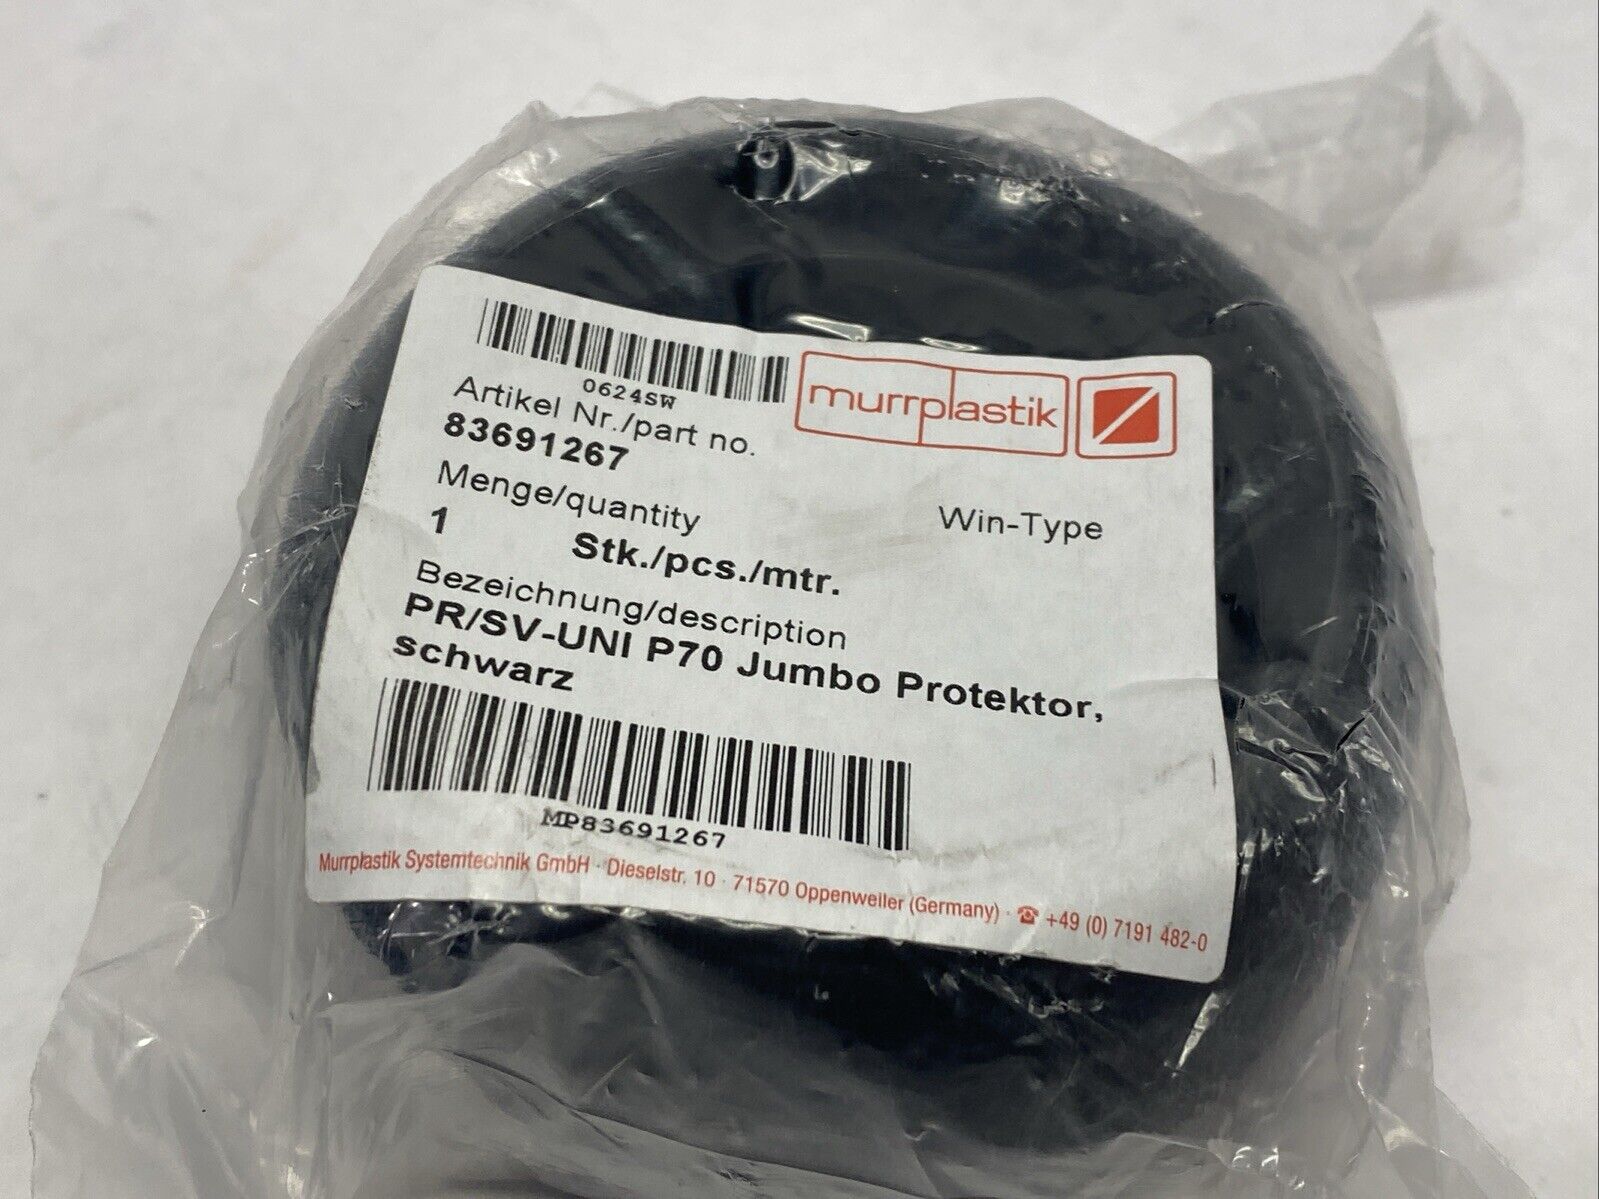 0624SW
murrplastik
Artikel Nr./part no.
83691267
Menge/quantity
Win-Type
1 Stk./pcs./mtr.
Bezeichnung/description
PR/SV-UNI P70 Jumbo Protektor,
schwarz
MP83691267
Murrplastik Systemtechnik GmbH · Dieselstr. 10 · 71570 Oppenweiler (Germany) · ☎ +49 (0) 7191 482-0